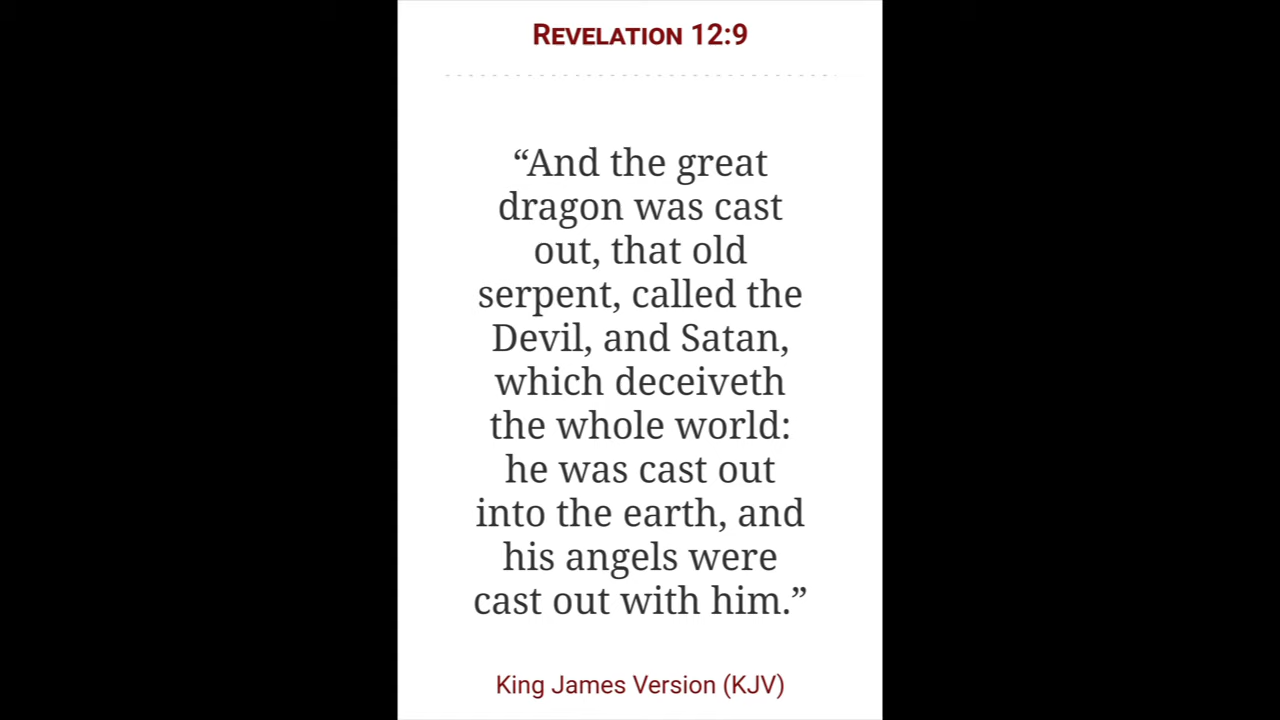 REVELATION 12:9
“And the great
dragon was cast
out, that old
serpent, called the
Devil, and Satan,
which deceiveth
the whole world:
he was cast out
into the earth, and
his angels were
cast out with him.”
King James Version (KJV)